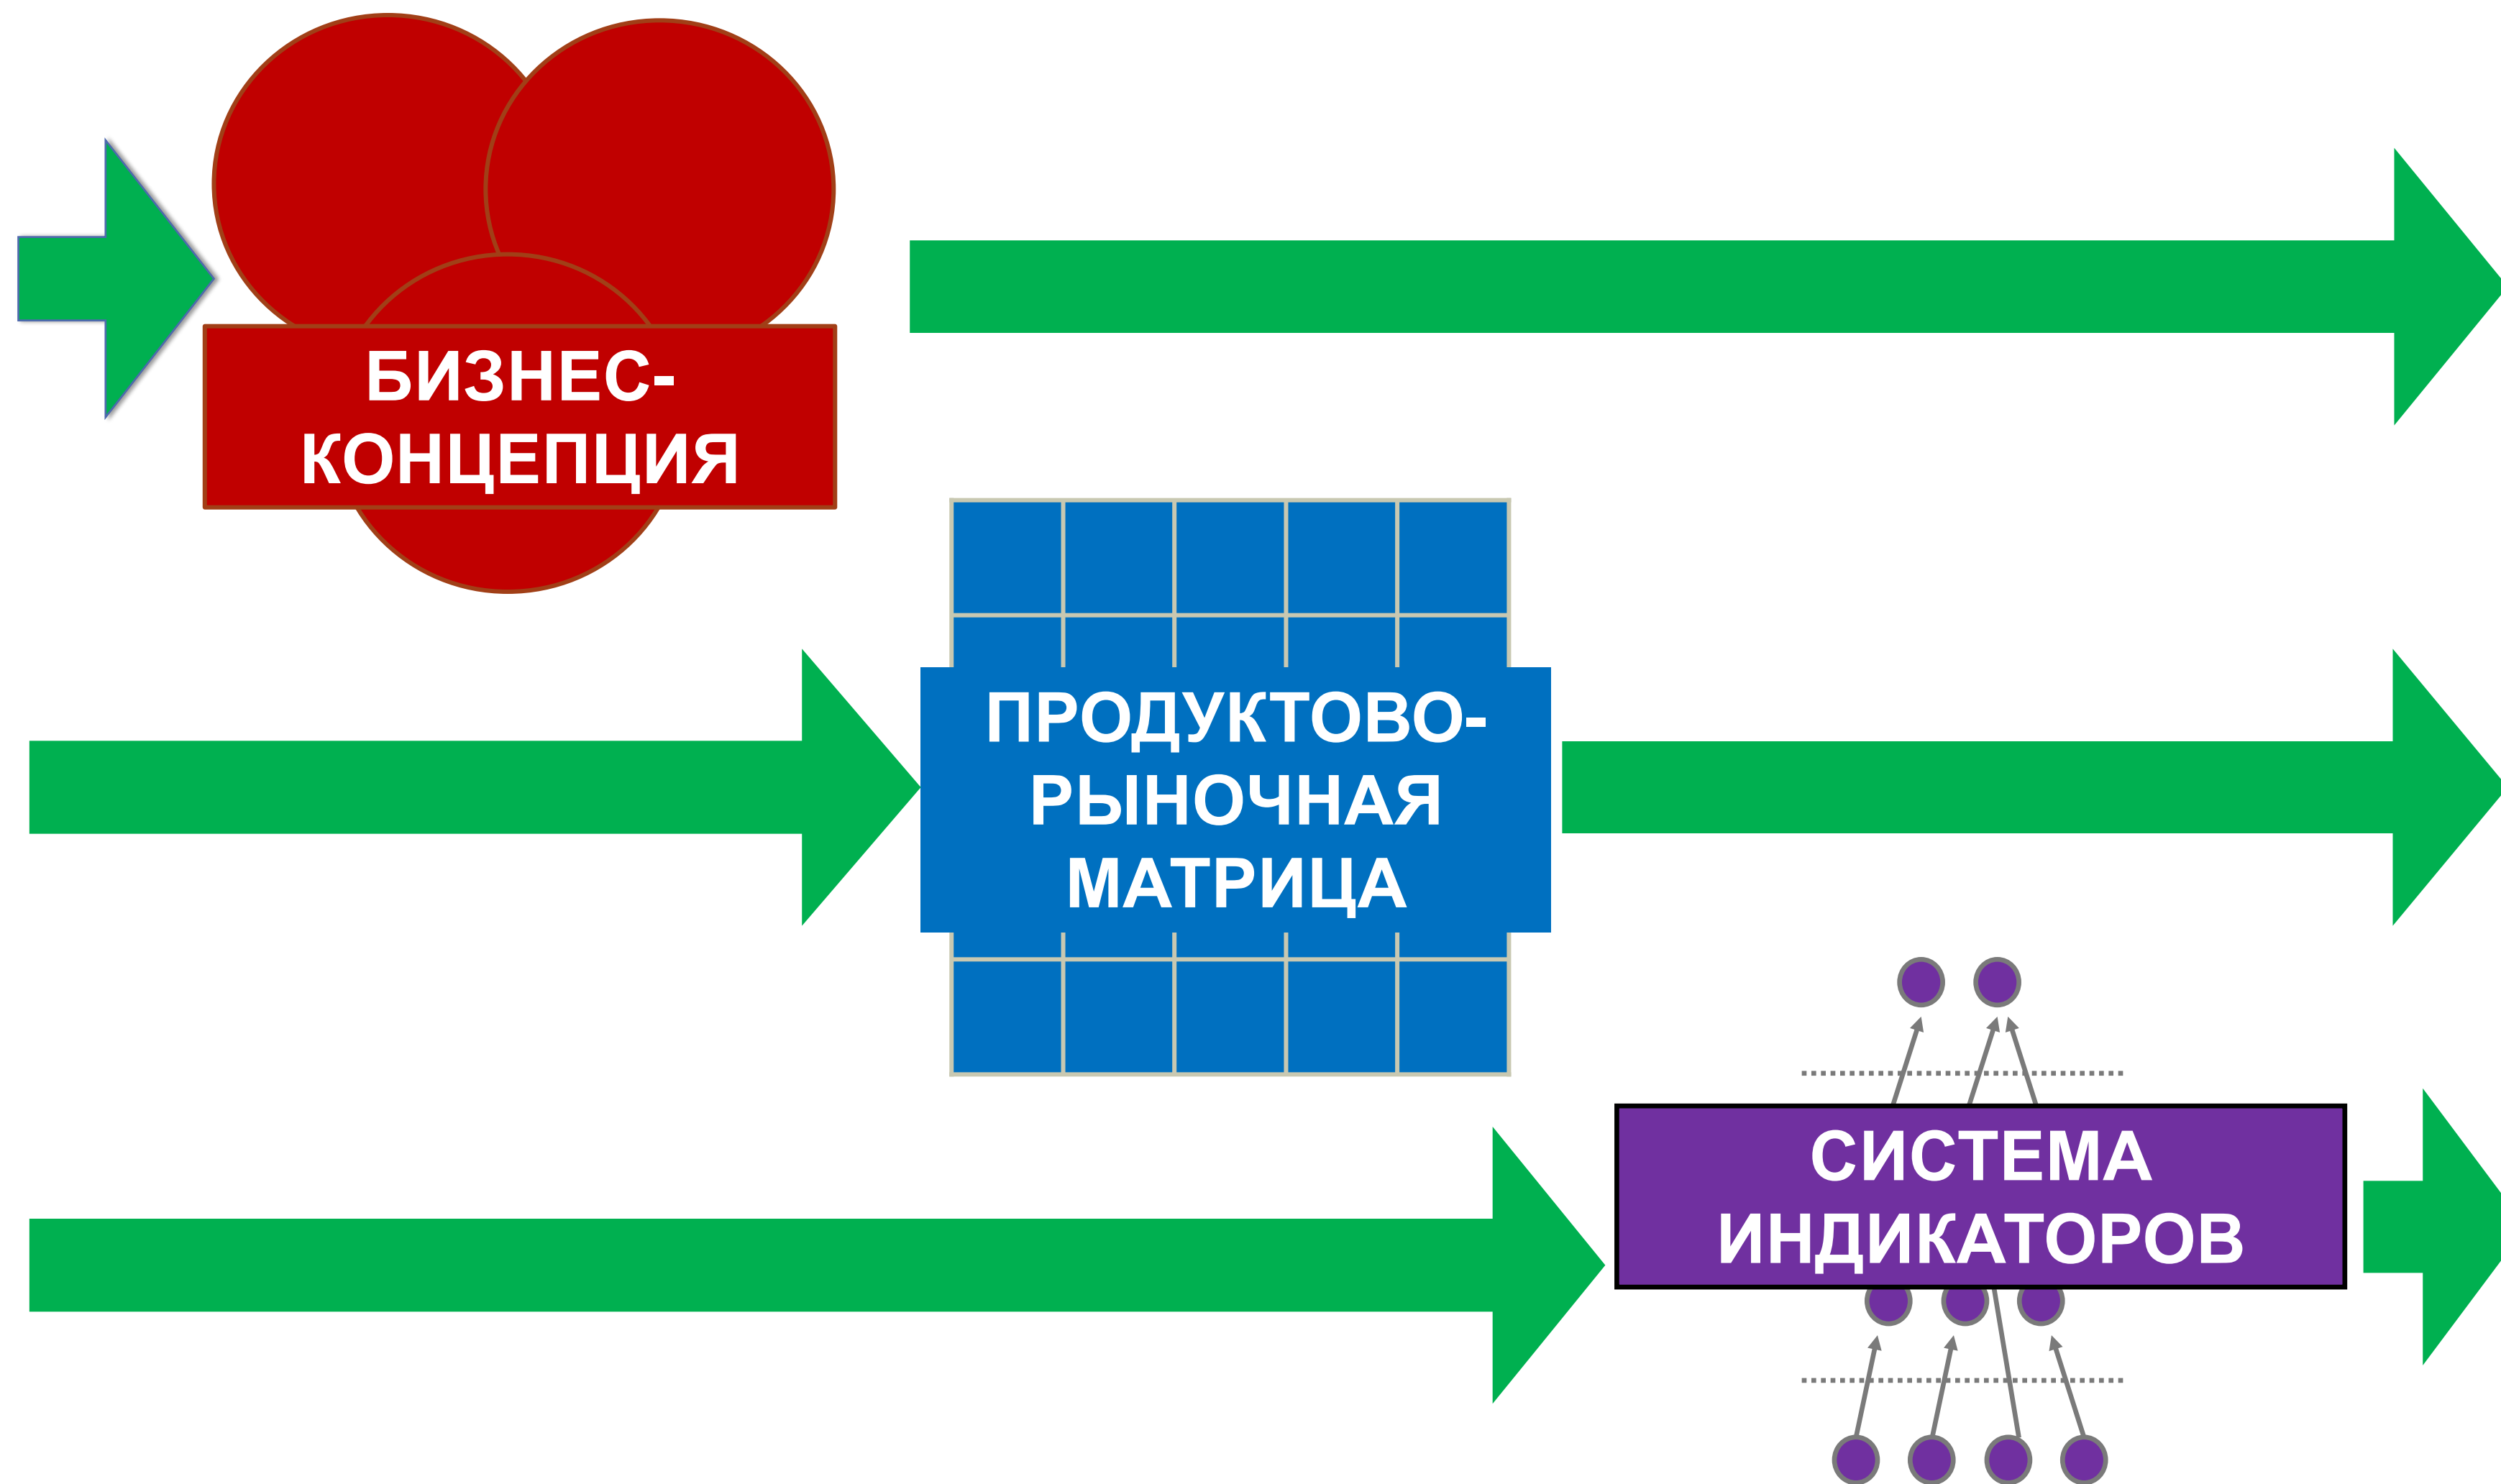 БИЗНЕС-
КОНЦЕПЦИЯ
ПРОДУКТОВО-
РЫНОЧНАЯ
МАТРИЦА
СИСТЕМА
ИНДИКАТОРОВ